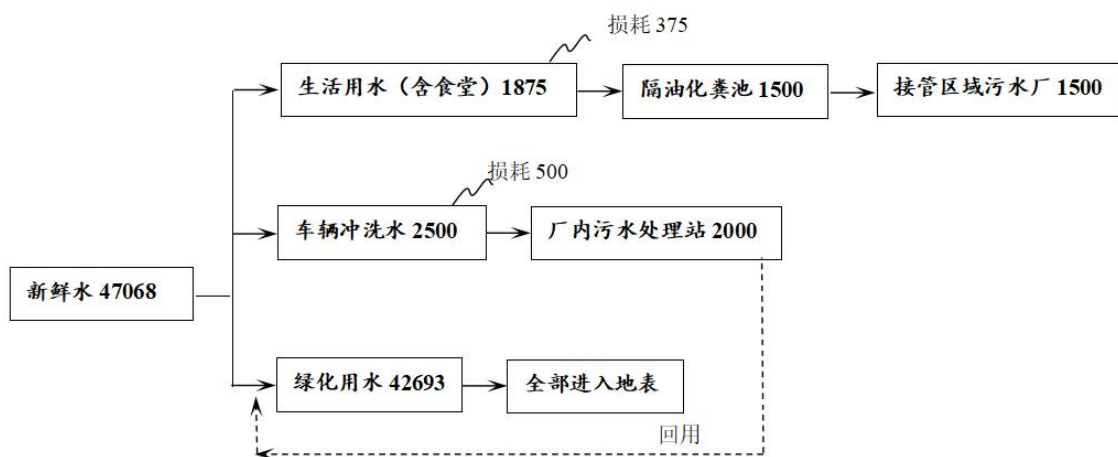 损耗 375
生活用水（含食堂）1875
隔油化粪池 1500
接管区域污水厂 1500
损耗 500
车辆冲洗水 2500
厂内污水处理站 2000
新鲜水 47068
绿化用水 42693
全部进入地表
回用